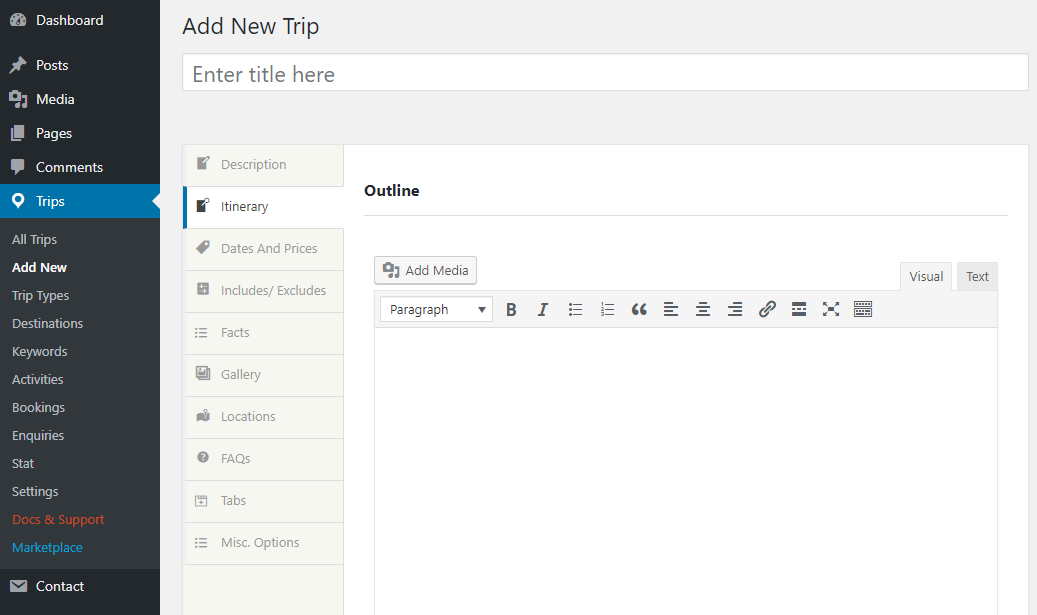 Dashboard
Posts
Media
Pages
Comments
Trips
All Trips
Add New
Trip Types
Destinations
Keywords
Activities
Bookings
Enquiries
Stat
Settings
Docs & Support
Marketplace
Contact
Add New Trip
Enter title here
Description
Itinerary
Dates And Prices
Includes/ Excludes
Facts
Gallery
Locations
FAQs
Tabs
Misc. Options
Outline
Add Media
Visual Text
Paragraph